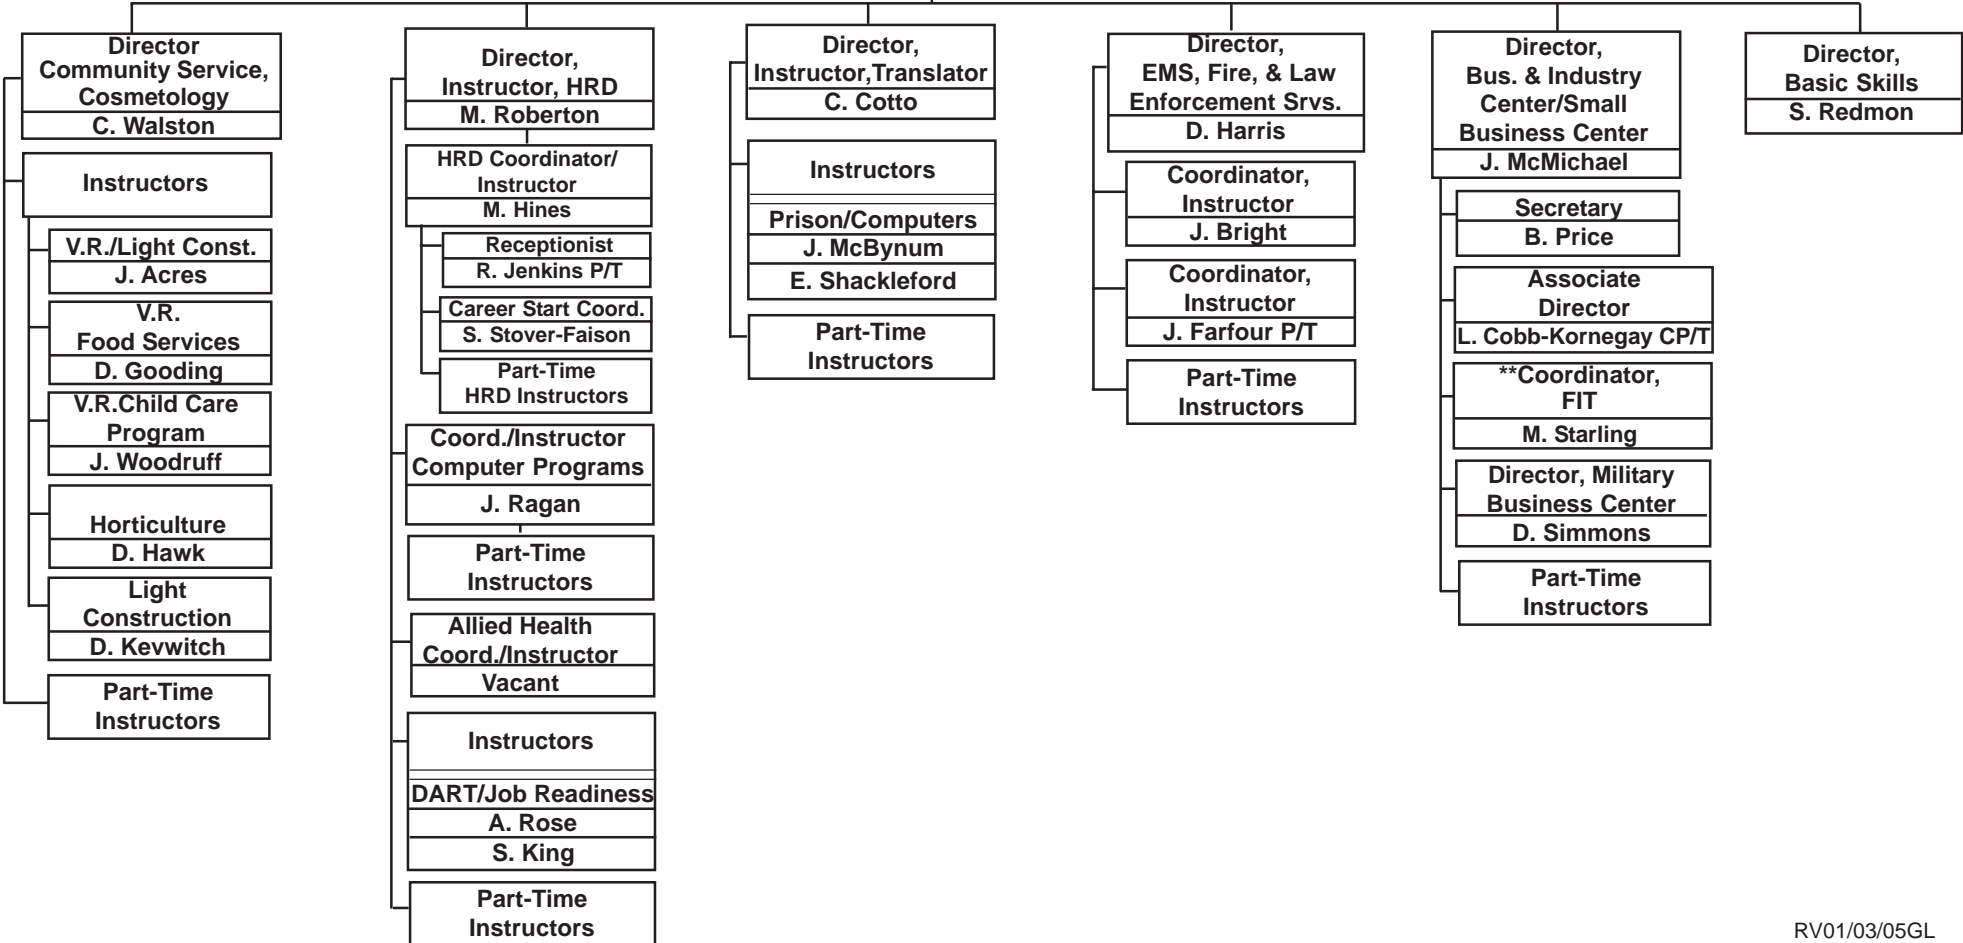 Director
Community Service,
Cosmetology
C. Walston
Instructors
V.R./Light Const.
J. Acres
V.R.
Food Services
D. Gooding
V.R.Child Care
Program
J. Woodruff
Horticulture
D. Hawk
Light
Construction
D. Kevwitch
Part-Time
Instructors
Director,
Instructor, HRD
M. Roberton
HRD Coordinator/
Instructor
M. Hines
Receptionist
R. Jenkins P/T
Career Start Coord.
S. Stover-Faison
Part-Time
HRD Instructors
Coord./Instructor
Computer Programs
J. Ragan
Part-Time
Instructors
Allied Health
Coord./Instructor
Vacant
Instructors
DART/Job Readiness
A. Rose
S. King
Part-Time
Instructors
Director,
Instructor,Translator
C. Cotto
Instructors
Prison/Computers
J. McBynum
E. Shackleford
Part-Time
Instructors
Director,
EMS, Fire, & Law
Enforcement Srvs.
D. Harris
Coordinator,
Instructor
J. Bright
Coordinator,
Instructor
J. Farfour P/T
Part-Time
Instructors
Director,
Bus. & Industry
Center/Small
Business Center
J. McMichael
Secretary
B. Price
Associate
Director
L. Cobb-Kornegay CP/T
**Coordinator,
FIT
M. Starling
Director, Military
Business Center
D. Simmons
Part-Time
Instructors
Director,
Basic Skills
S. Redmon
RV01/03/05GL